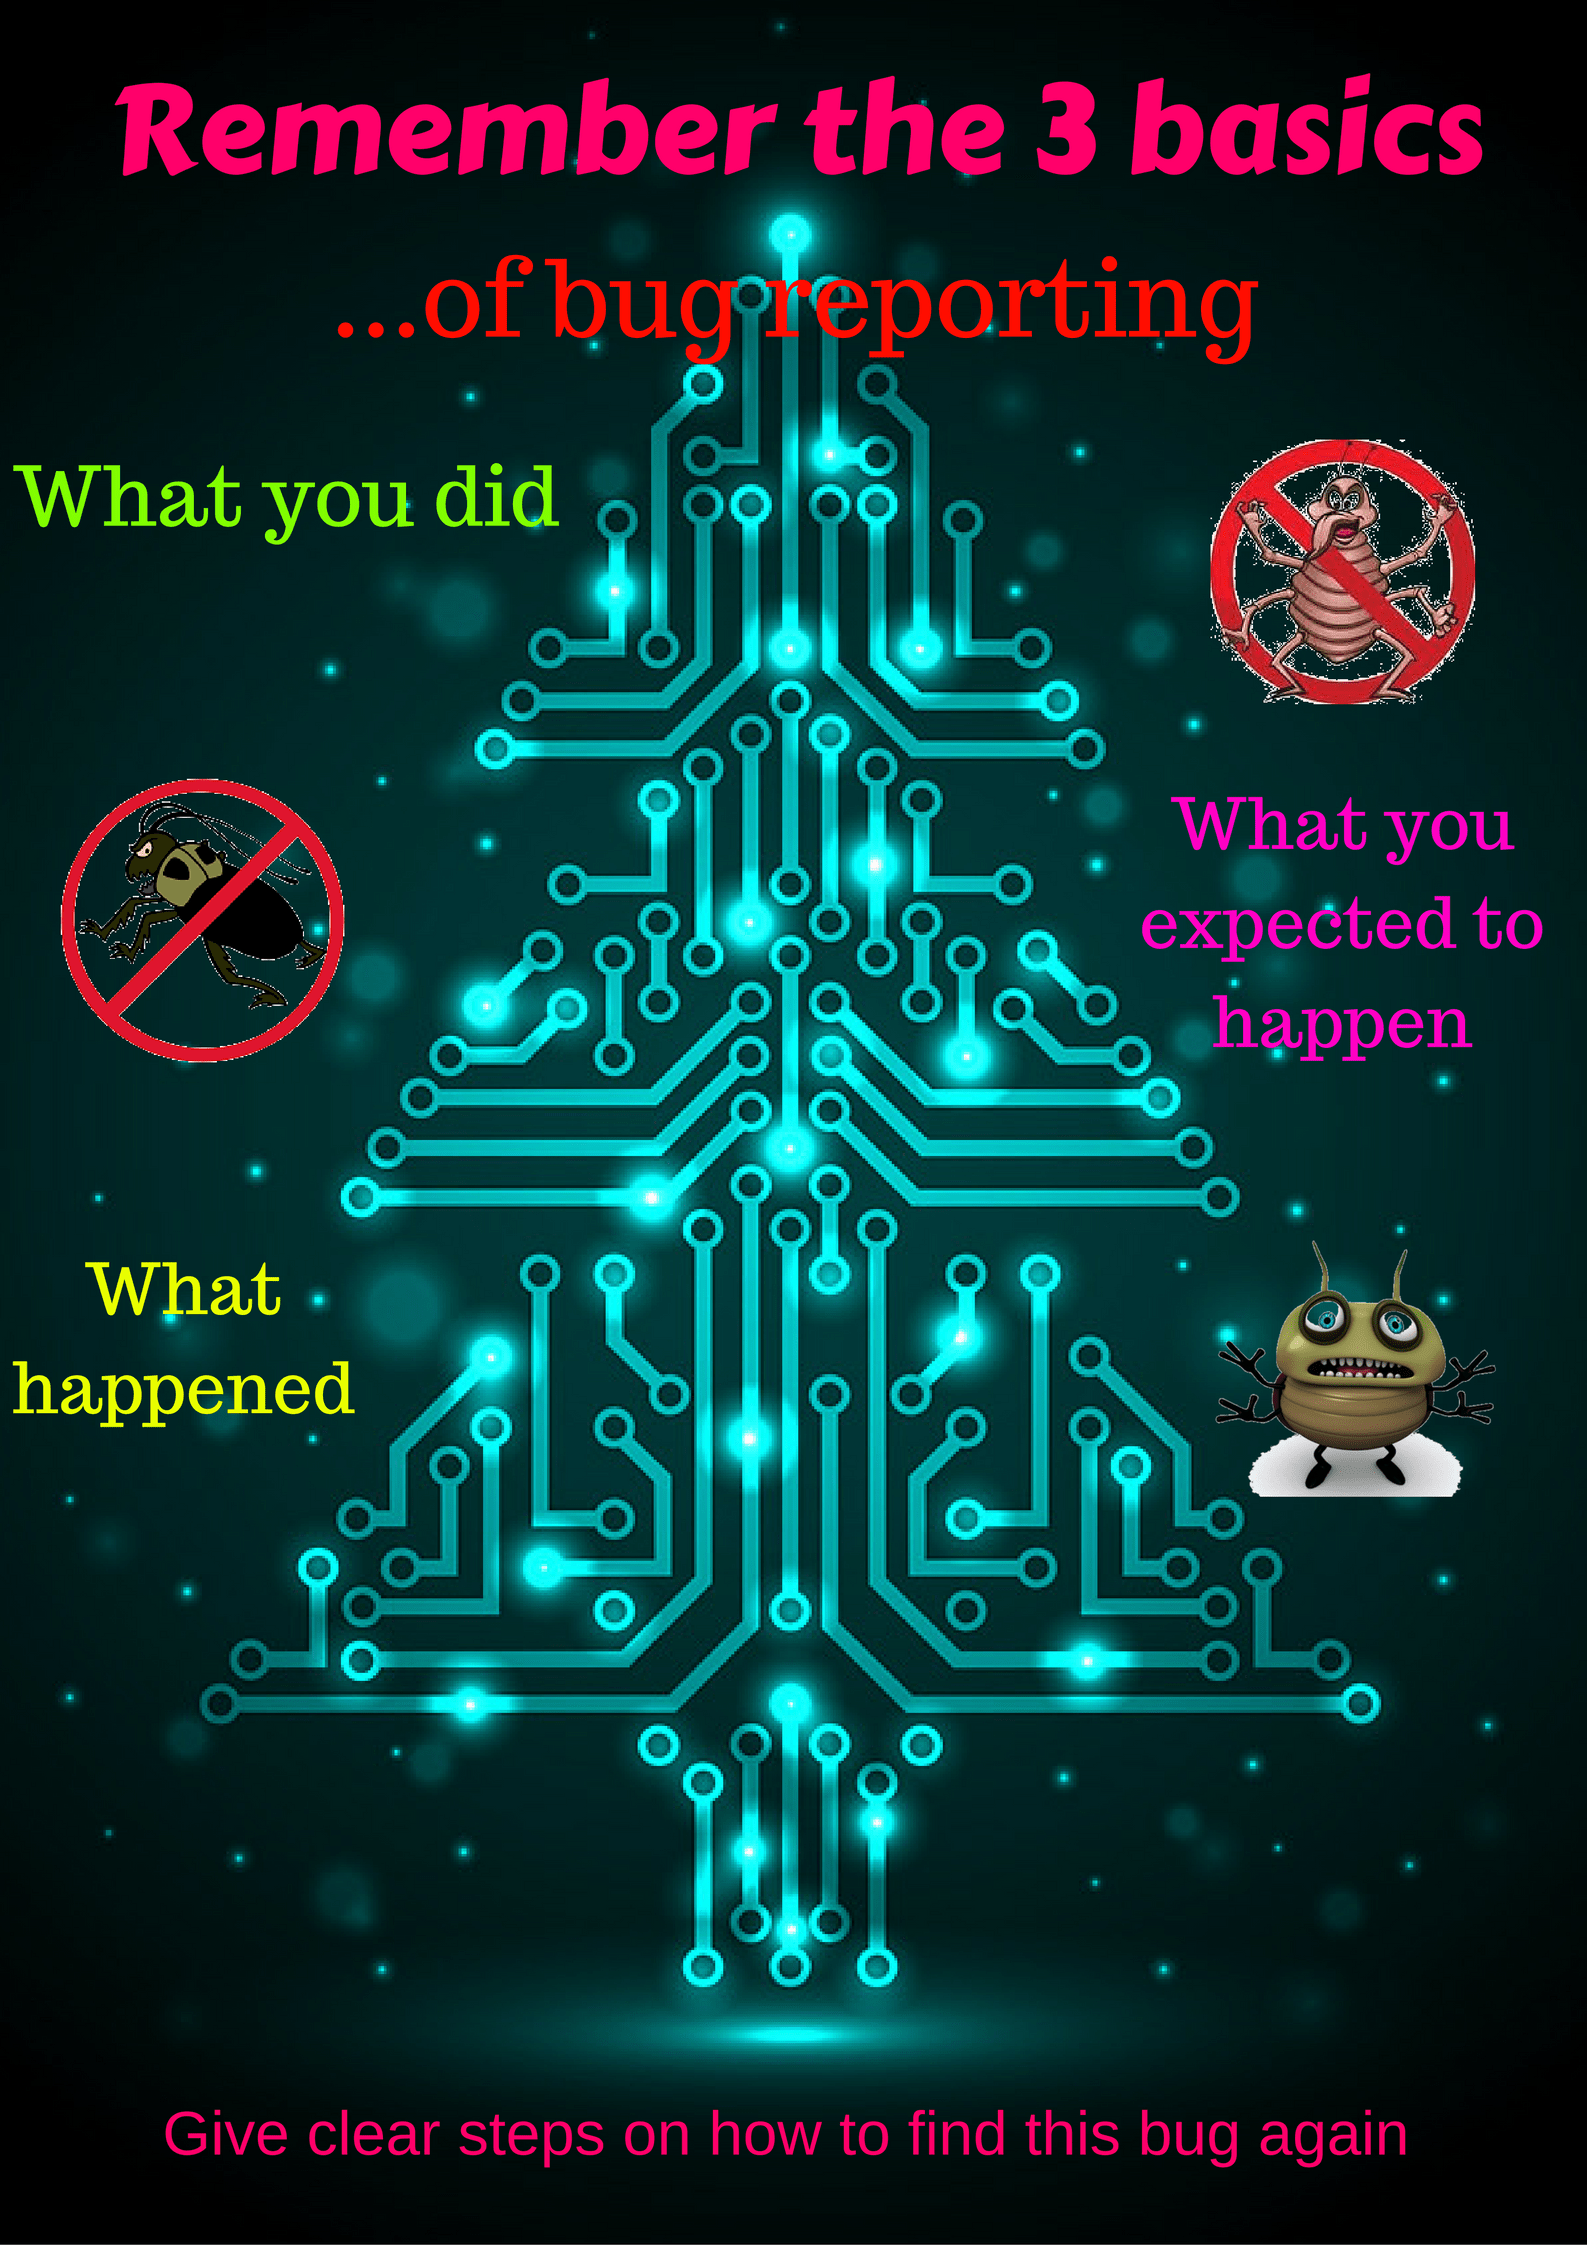 Remember the 3 basics
...of bug reporting
What you did
What you
expected to
happen
What
happened
Give clear steps on how to find this bug again